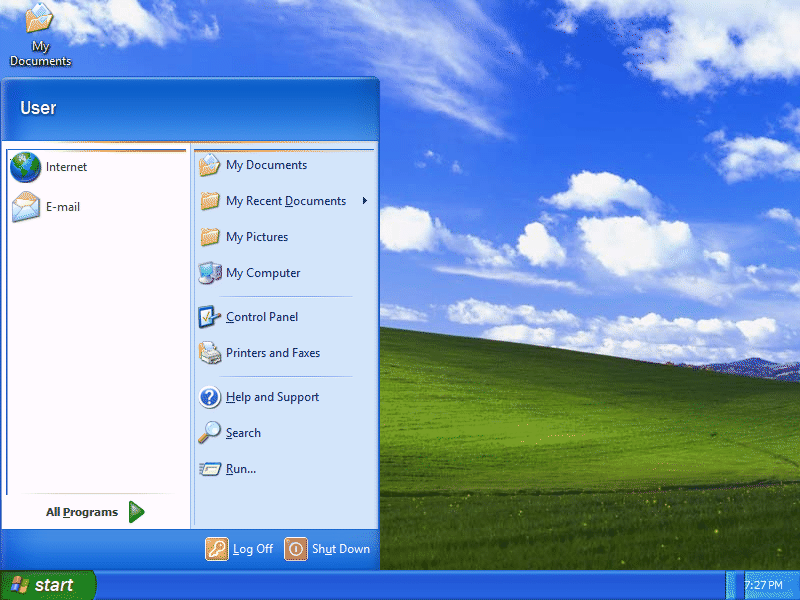 My
Documents
User
Internet
E-mail
All Programs
My Documents
My Recent Documents
My Pictures
My Computer
Control Panel
Printers and Faxes
Help and Support
Search
Run...
Log Off
Shut Down
start
7:27 PM